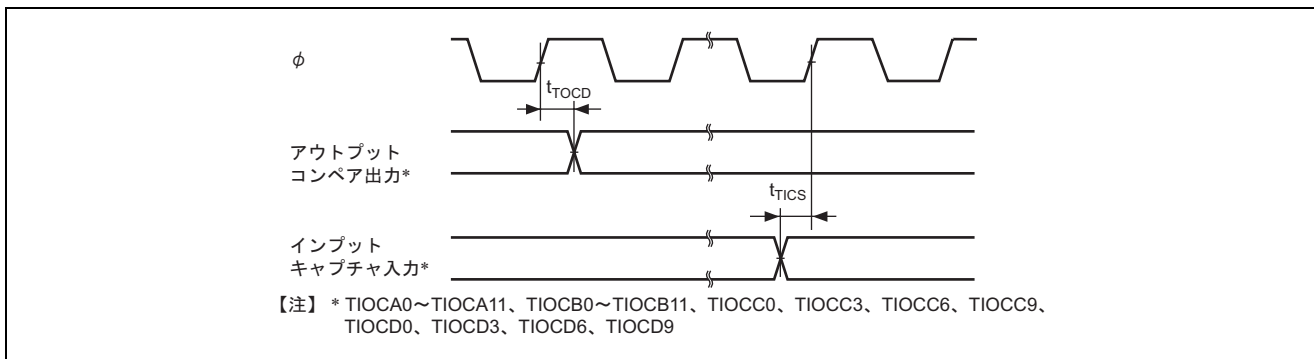 φ
tTOCD
アウトプット
コンペア出力*
tTICS
インプット
キャプチャ入力*
【注】 * TIOCA0～TIOCA11、TIOCB0～TIOCB11、TIOCC0、TIOCC3、TIOCC6、TIOCC9、
TIOCD0、TIOCD3、TIOCD6、TIOCD9